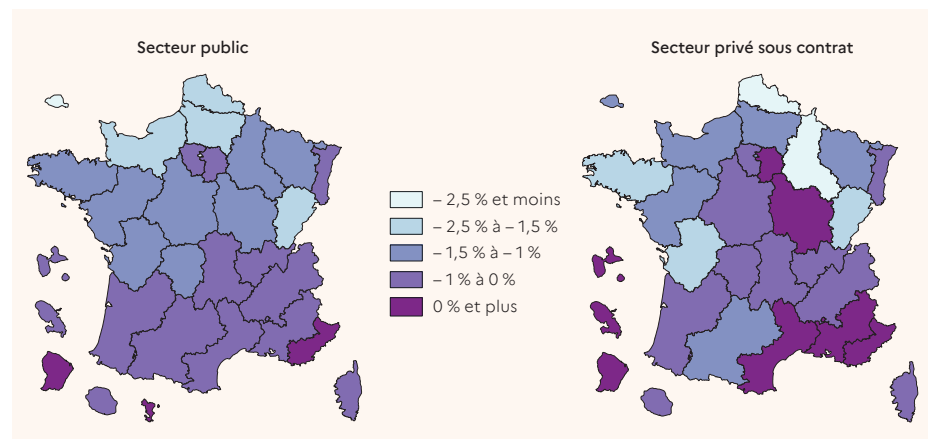 Secteur public
Secteur privé sous contrat
– 2,5 % et moins
– 2,5 % à – 1,5 %
– 1,5 % à – 1 %
– 1 % à 0 %
0 % et plus